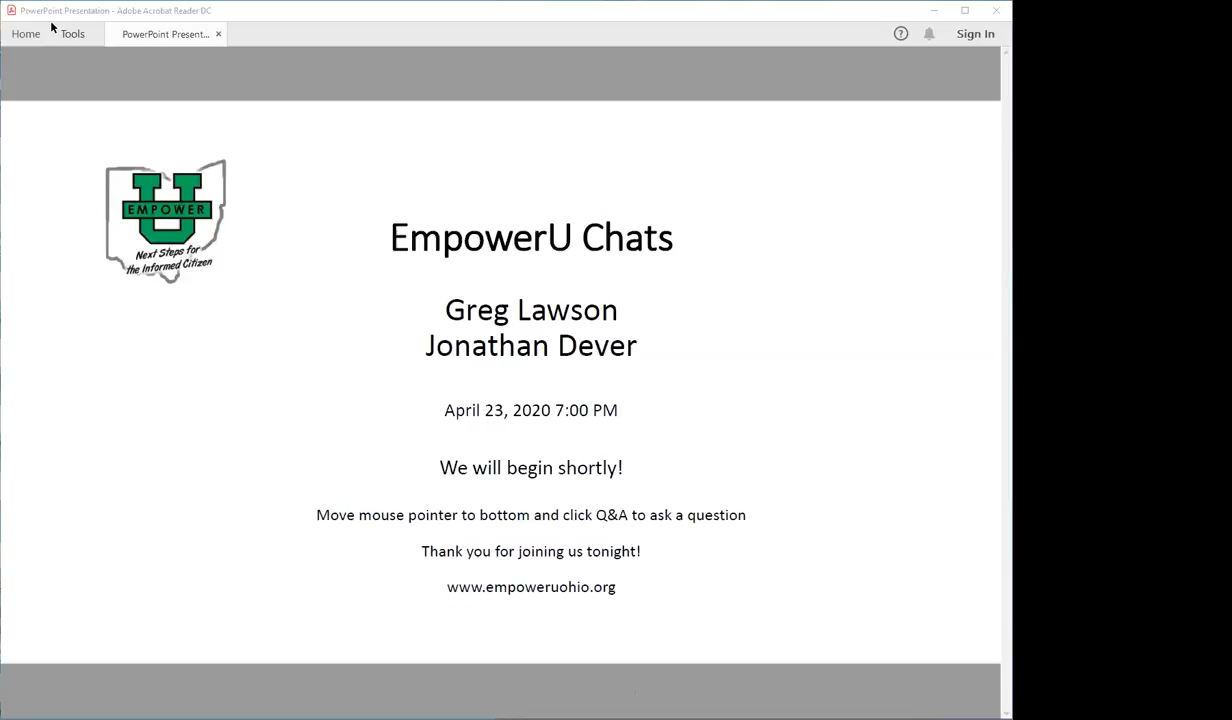 PowerPoint Presentation - Adobe Acrobat Reader DC
Home Tools PowerPoint Present... × ? Sign In
U
EMPOWER
Next Steps for
the Informed Citizen
EmpowerU Chats
Greg Lawson
Jonathan Dever
April 23, 2020 7:00 PM
We will begin shortly!
Move mouse pointer to bottom and click Q&A to ask a question
Thank you for joining us tonight!
www.empoweruohio.org